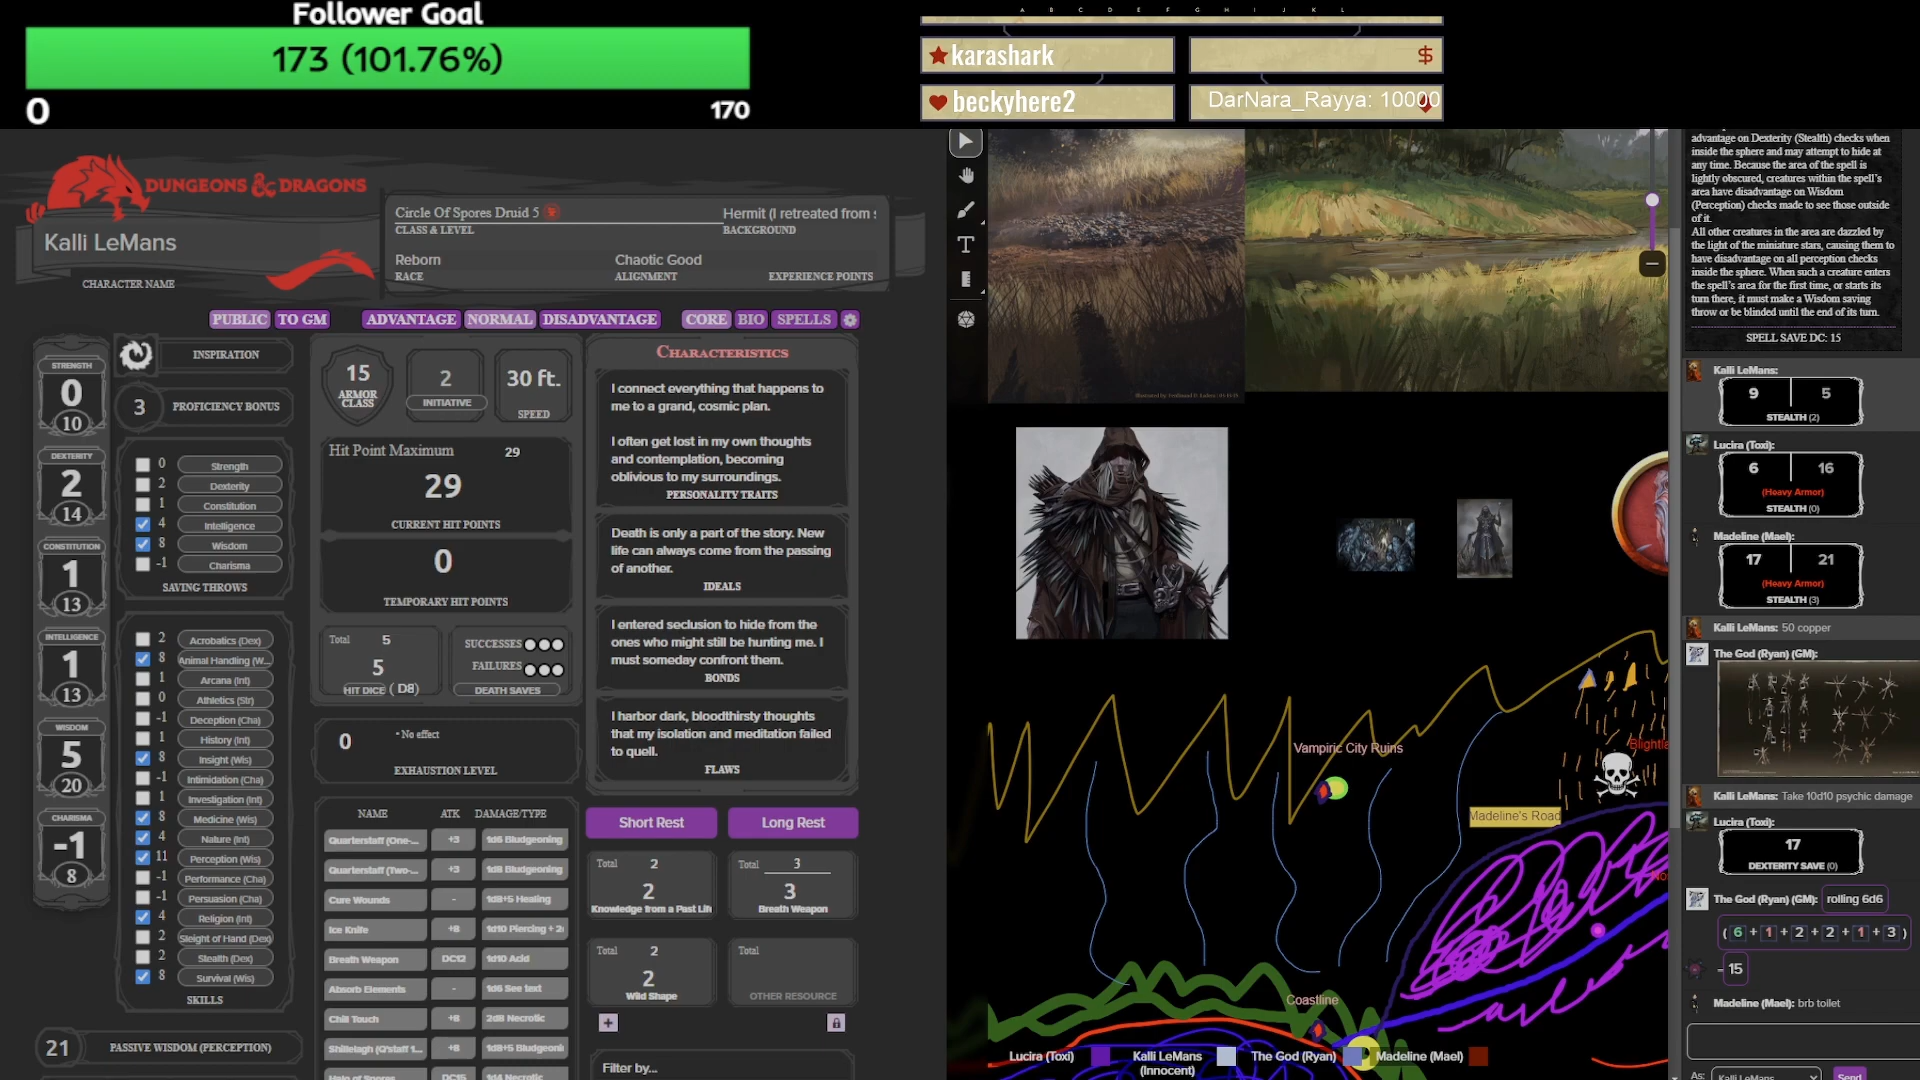 Follower Goal
173 (101.76%)
0
170
A B C D E F G H I J K L
karashark
$
beckyhere2
DarNara_Rayya: 10000
DUNGEONS & DRAGONS
Kalli LeMans
CHARACTER NAME
Circle Of Spores Druid 5
CLASS & LEVEL
Hermit (I retreated from
BACKGROUND
Reborn
RACE
Chaotic Good
ALIGNMENT
EXPERIENCE POINTS
PUBLIC
TO GM
ADVANTAGE
NORMAL
DISADVANTAGE
CORE
BIO
SPELLS
STRENGTH
0
10
DEXTERITY
2
14
CONSTITUTION
1
13
INTELLIGENCE
1
13
WISDOM
5
20
CHARISMA
-1
8
INSPIRATION
3
PROFICIENCY BONUS
0 Strength
2 Dexterity
1 Constitution
4 Intelligence
8 Wisdom
-1 Charisma
SAVING THROWS
2 Acrobatics (Dex)
8 Animal Handling (W...
1 Arcana (Int)
0 Athletics (Str)
-1 Deception (Cha)
1 History (Int)
8 Insight (Wis)
-1 Intimidation (Cha)
1 Investigation (Int)
8 Medicine (Wis)
4 Nature (Int)
11 Perception (Wis)
-1 Performance (Cha)
-1 Persuasion (Cha)
4 Religion (Int)
2 Sleight of Hand (Dex)
2 Stealth (Dex)
8 Survival (Wis)
SKILLS
21
PASSIVE WISDOM (PERCEPTION)
15
ARMOR
CLASS
2
INITIATIVE
30 ft.
SPEED
Hit Point Maximum 29
29
CURRENT HIT POINTS
0
TEMPORARY HIT POINTS
Total 5
5
HIT DICE ( D8)
SUCCESSES
FAILURES
DEATH SAVES
0
- No effect
EXHAUSTION LEVEL
NAME ATK DAMAGE/TYPE
Quarterstaff (One-... +3 1d6 Bludgeoning
Quarterstaff (Two-... +3 1d8 Bludgeoning
Cure Wounds - 1d8+5 Healing
Ice Knife +8 1d10 Piercing + 2
Breath Weapon DC12 1d10 Acid
Absorb Elements - 1d6 See text
Chill Touch +8 2d8 Necrotic
Shillelagh (Q'staff 1... +8 1d8+5 Bludgeoni
Halo of Spores DC15 1d4 Necrotic
CHARACTERISTICS
I connect everything that happens to
me to a grand, cosmic plan.
I often get lost in my own thoughts
and contemplation, becoming
oblivious to my surroundings.
PERSONALITY TRAITS
Death is only a part of the story. New
life can always come from the passing
of another.
IDEALS
I entered seclusion to hide from the
ones who might still be hunting me. I
must someday confront them.
BONDS
I harbor dark, bloodthirsty thoughts
that my isolation and meditation failed
to quell.
FLAWS
Short Rest
Long Rest
Total 2
2
Knowledge from a Past Lif
Total 3
3
Breath Weapon
Total 2
2
Wild Shape
Total
OTHER RESOURCE
+
Filter by...
Vampiric City Ruins
Madeline's Road
Blightla
No
Coastline
Lucira (Toxi)
Kalli LeMans
(Innocent)
The God (Ryan)
Madeline (Mael)
advantage on Dexterity (Stealth) checks when
inside the sphere and may attempt to hide at
any time. Because the area of the spell is
lightly obscured, creatures within the spell's
area have disadvantage on Wisdom
(Perception) checks made to see those outside
of it.
All other creatures in the area are dazzled by
the light of the miniature stars, causing them to
have disadvantage on all perception checks
inside the sphere. When such a creature enters
the spell's area for the first time, or starts its
turn there, it must make a Wisdom saving
throw or be blinded until the end of its turn.
SPELL SAVE DC: 15
Kalli LeMans:
9 5
STEALTH (2)
Lucira (Toxi):
6 16
(Heavy Armor)
STEALTH (0)
Madeline (Mael):
17 21
(Heavy Armor)
STEALTH (3)
Kalli LeMans: 50 copper
The God (Ryan) (GM):
Kalli LeMans: Take 10d10 psychic damage
Lucira (Toxi):
17
DEXTERITY SAVE (0)
The God (Ryan) (GM): rolling 6d6
(6+1+2+2+1+3)
=15
Madeline (Mael): brb toilet
As: Kalli LeMans
Send